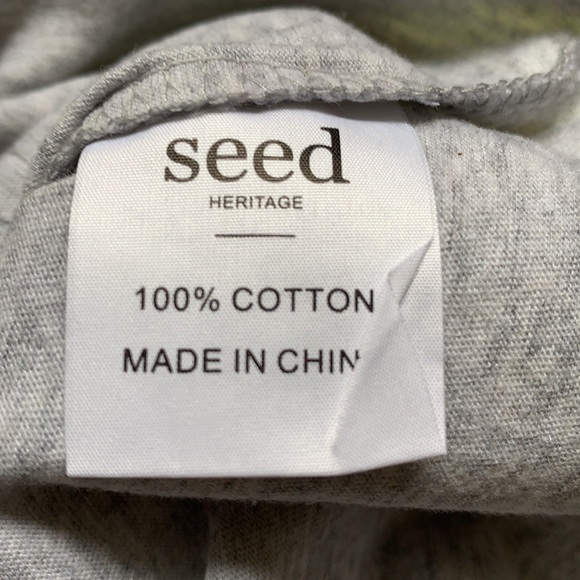 seed
HERITAGE
100% COTTON
MADE IN CHIN